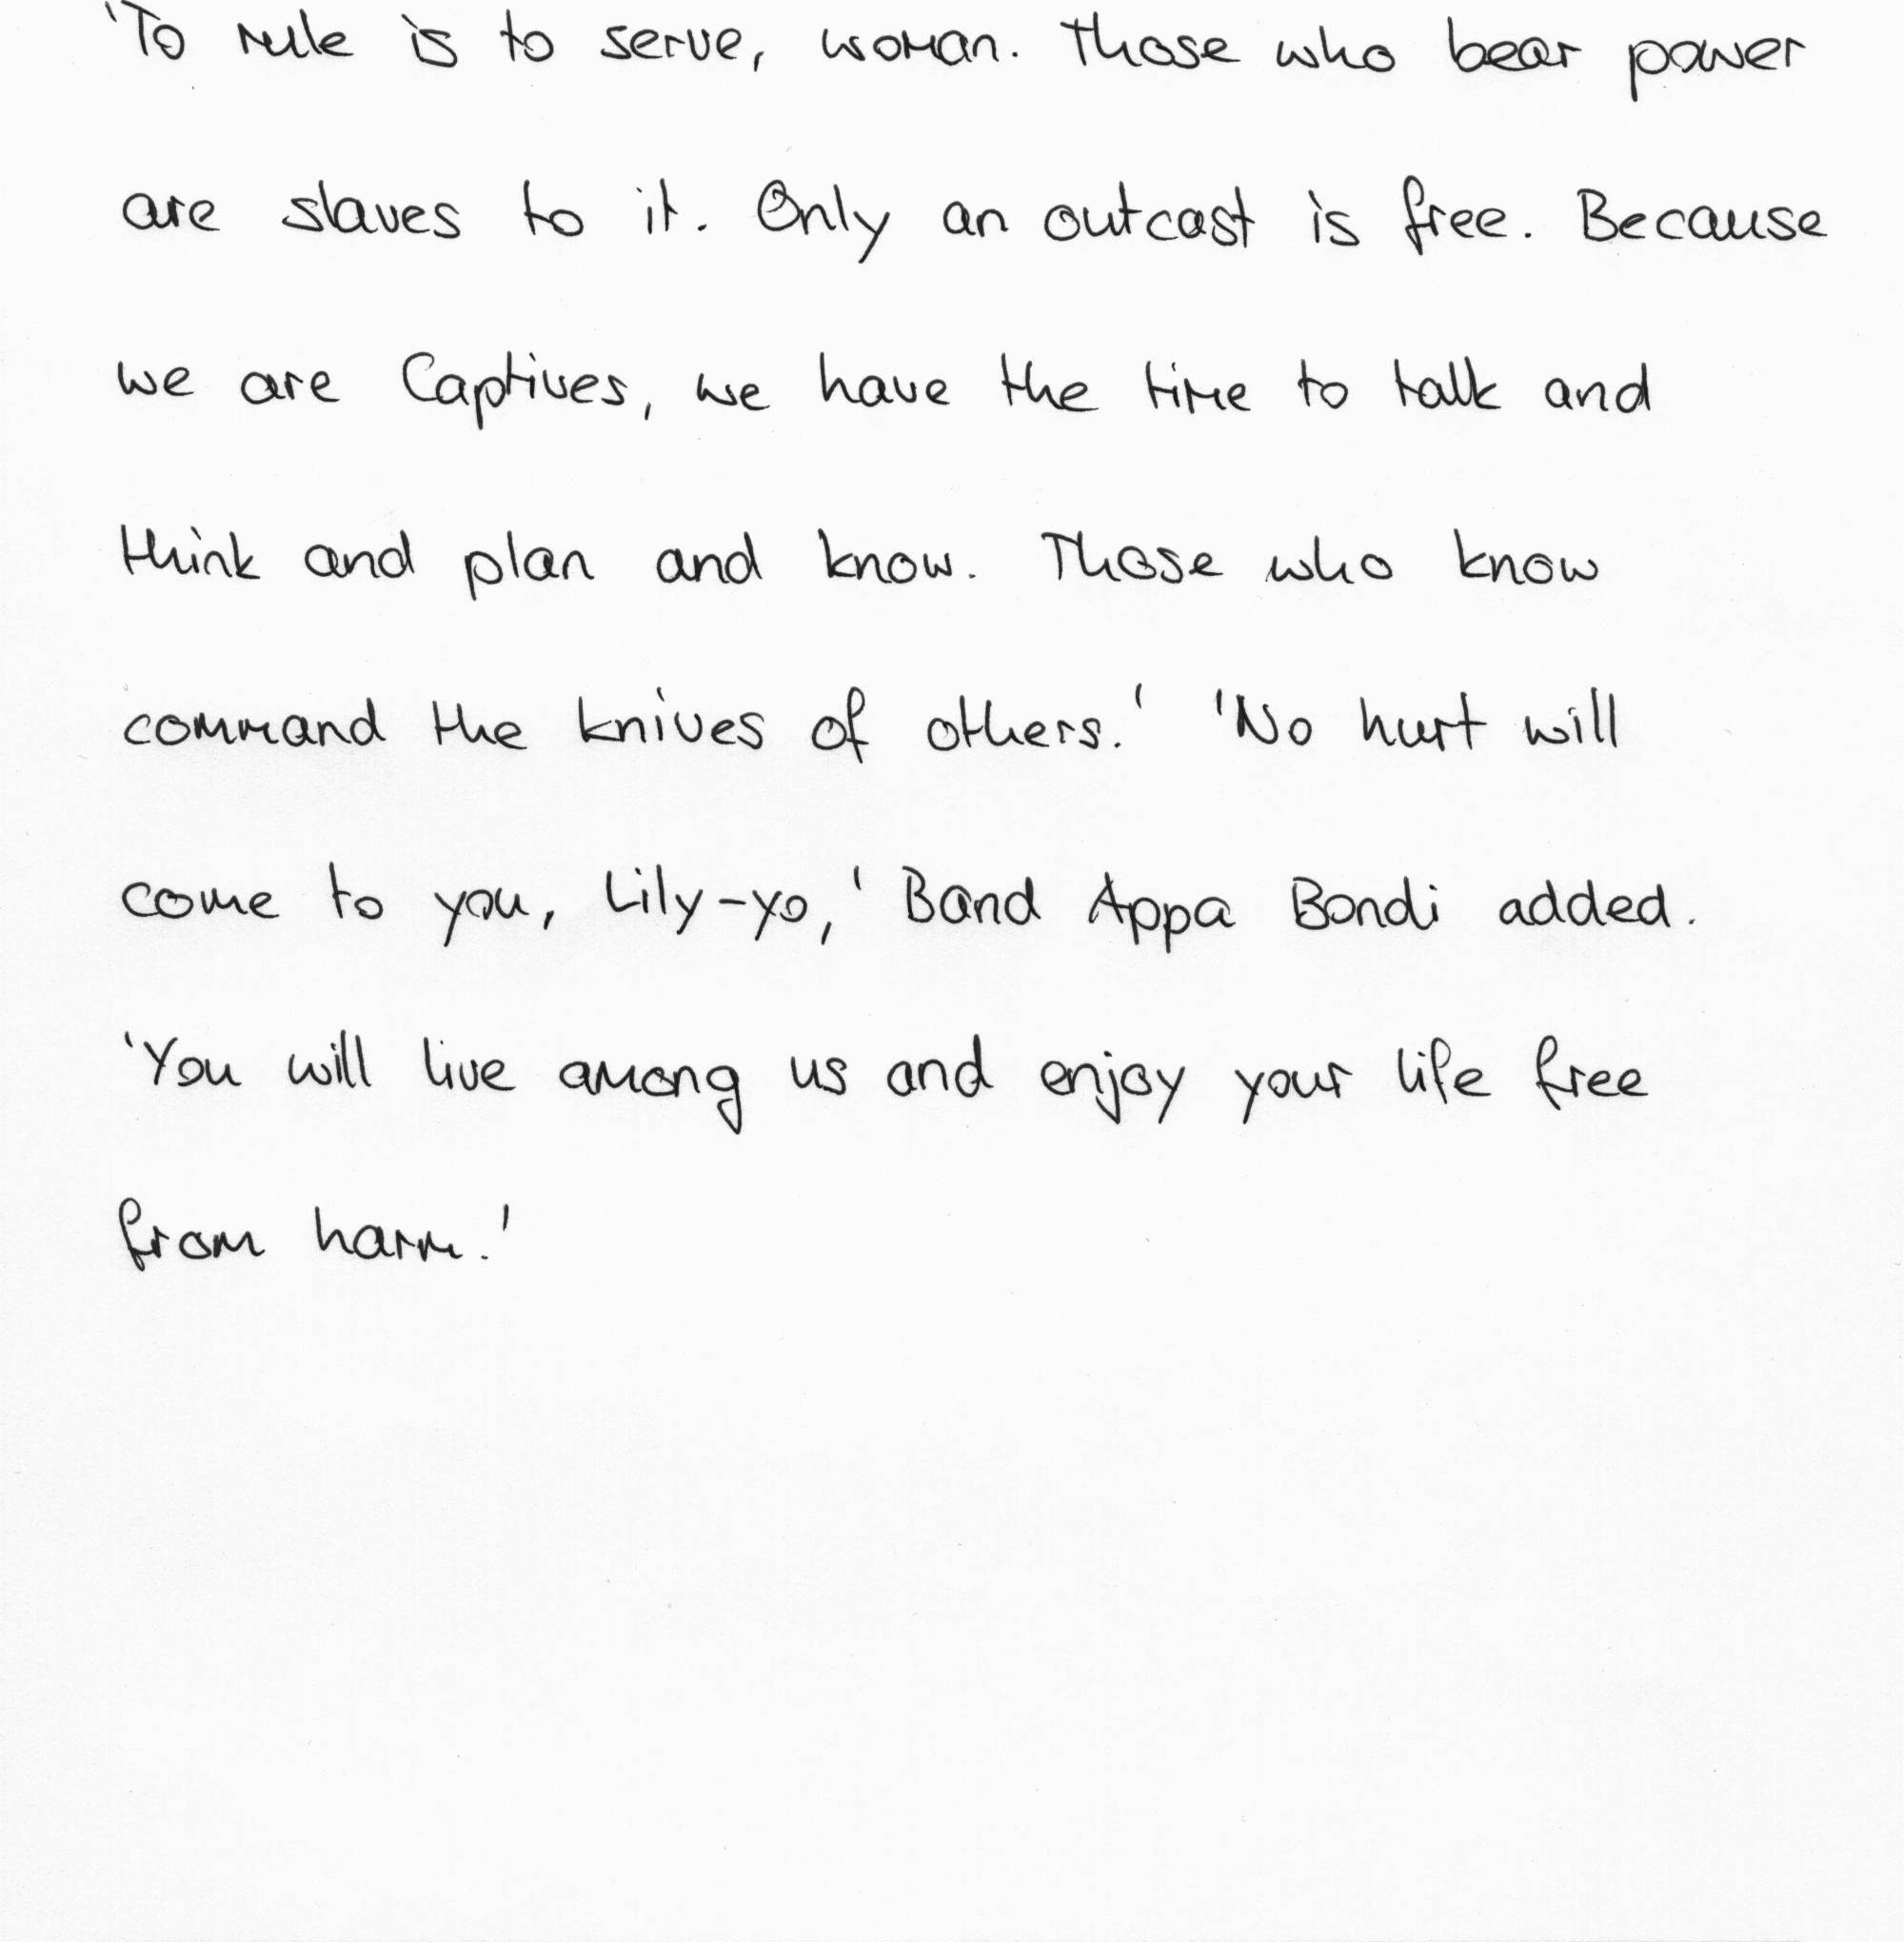 'To rule is to serve, woman. Those who bear power
are slaves to it. Only an outcast is free. Because
we are Captives, we have the time to talk and
think and plan and know. Those who know
command the knives of others.' 'No hurt will
come to you, Lily-yo,' Band Appa Bondi added.
'You will live among us and enjoy your life free
from harm.'